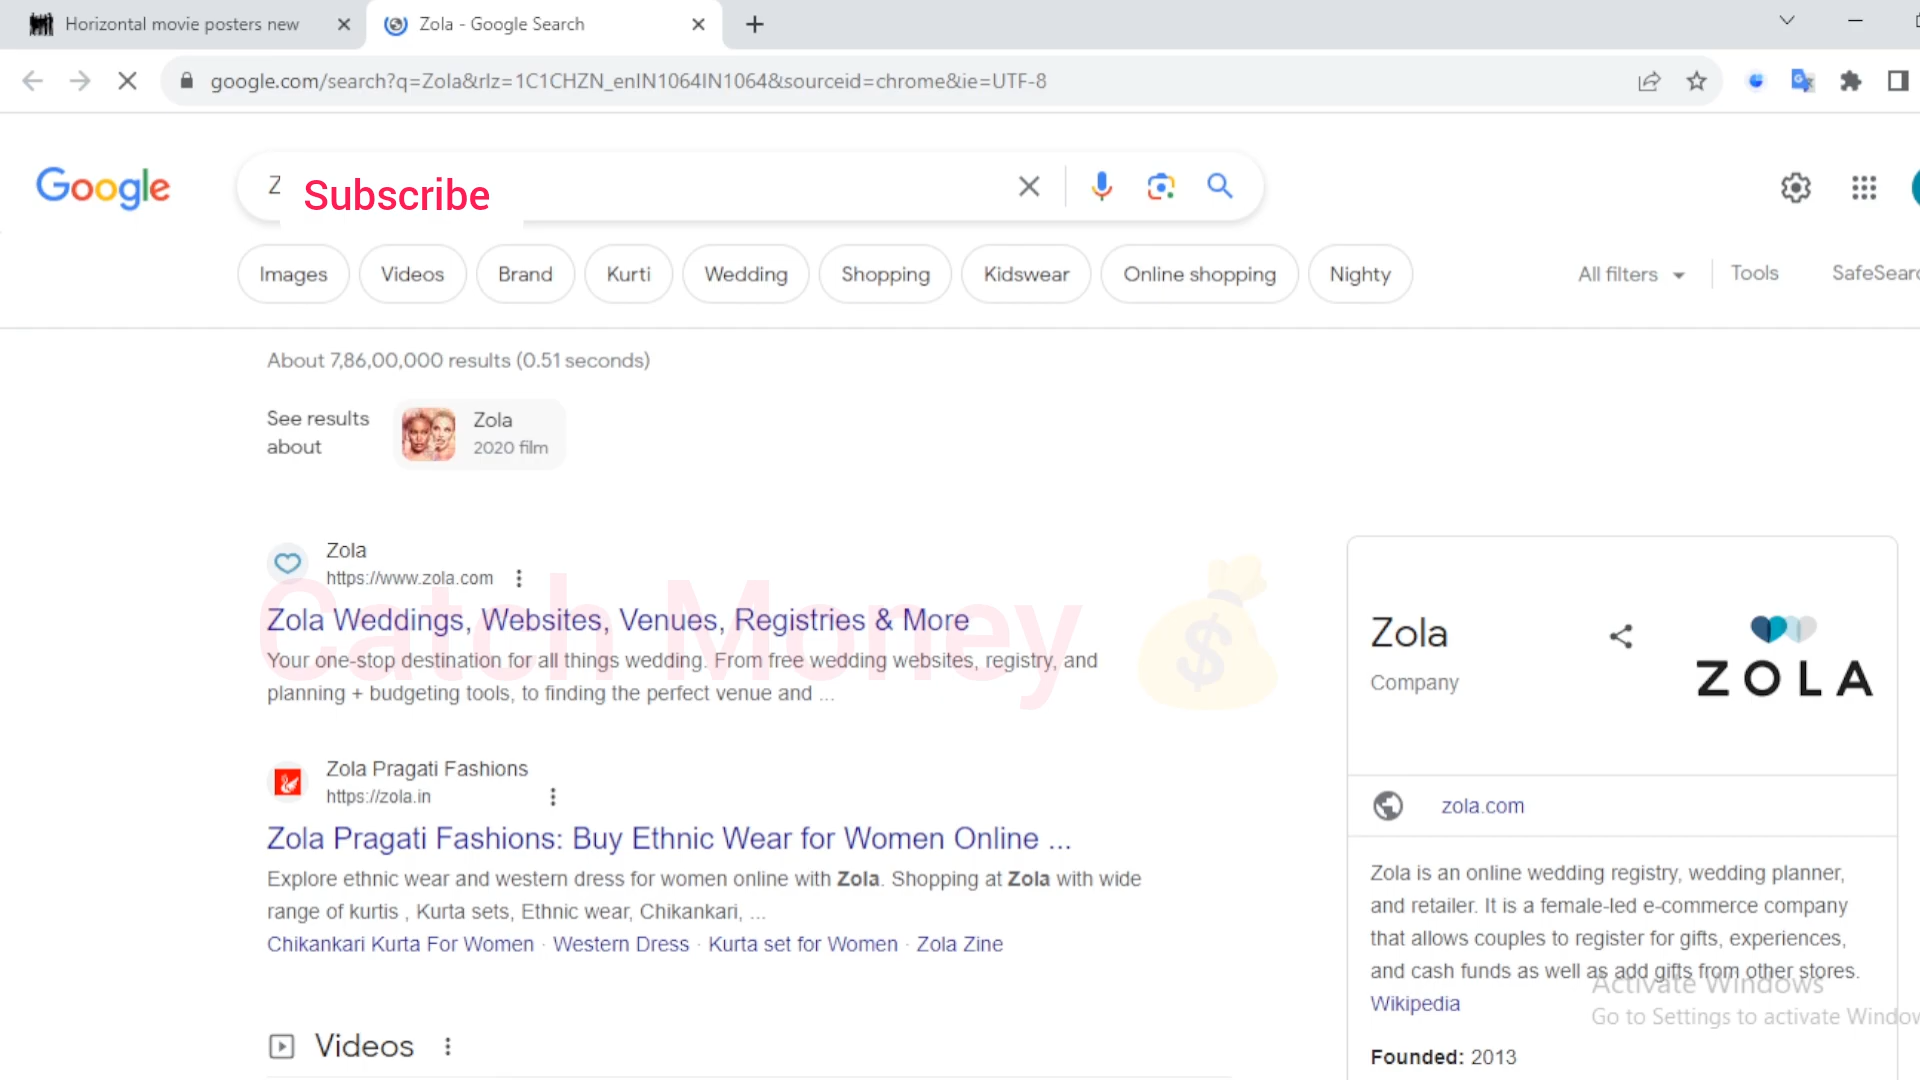 Horizontal movie posters new
Zola - Google Search
google.com/search?q=Zola&rlz=1C1CHZN_enIN1064IN1064&sourceid=chrome&ie=UTF-8
Google
Z
Subscribe
Images
Videos
Brand
Kurti
Wedding
Shopping
Kidswear
Online shopping
Nighty
All filters
Tools
SafeSearc
About 7,86,00,000 results (0.51 seconds)
See results
about
Zola
2020 film
Zola
https://www.zola.com
Zola Weddings, Websites, Venues, Registries & More
Your one-stop destination for all things wedding. From free wedding websites, registry, and
planning + budgeting tools, to finding the perfect venue and ...
Catch Money
$
Zola Pragati Fashions
https://zola.in
Zola Pragati Fashions: Buy Ethnic Wear for Women Online ...
Explore ethnic wear and western dress for women online with Zola. Shopping at Zola with wide
range of kurtis , Kurta sets, Ethnic wear, Chikankari, ...
Chikankari Kurta For Women · Western Dress · Kurta set for Women · Zola Zine
Videos
Zola
Company
ZOLA
zola.com
Zola is an online wedding registry, wedding planner,
and retailer. It is a female-led e-commerce company
that allows couples to register for gifts, experiences,
and cash funds as well as add gifts from other stores.
Wikipedia
Activate Windows
Go to Settings to activate Window
Founded: 2013